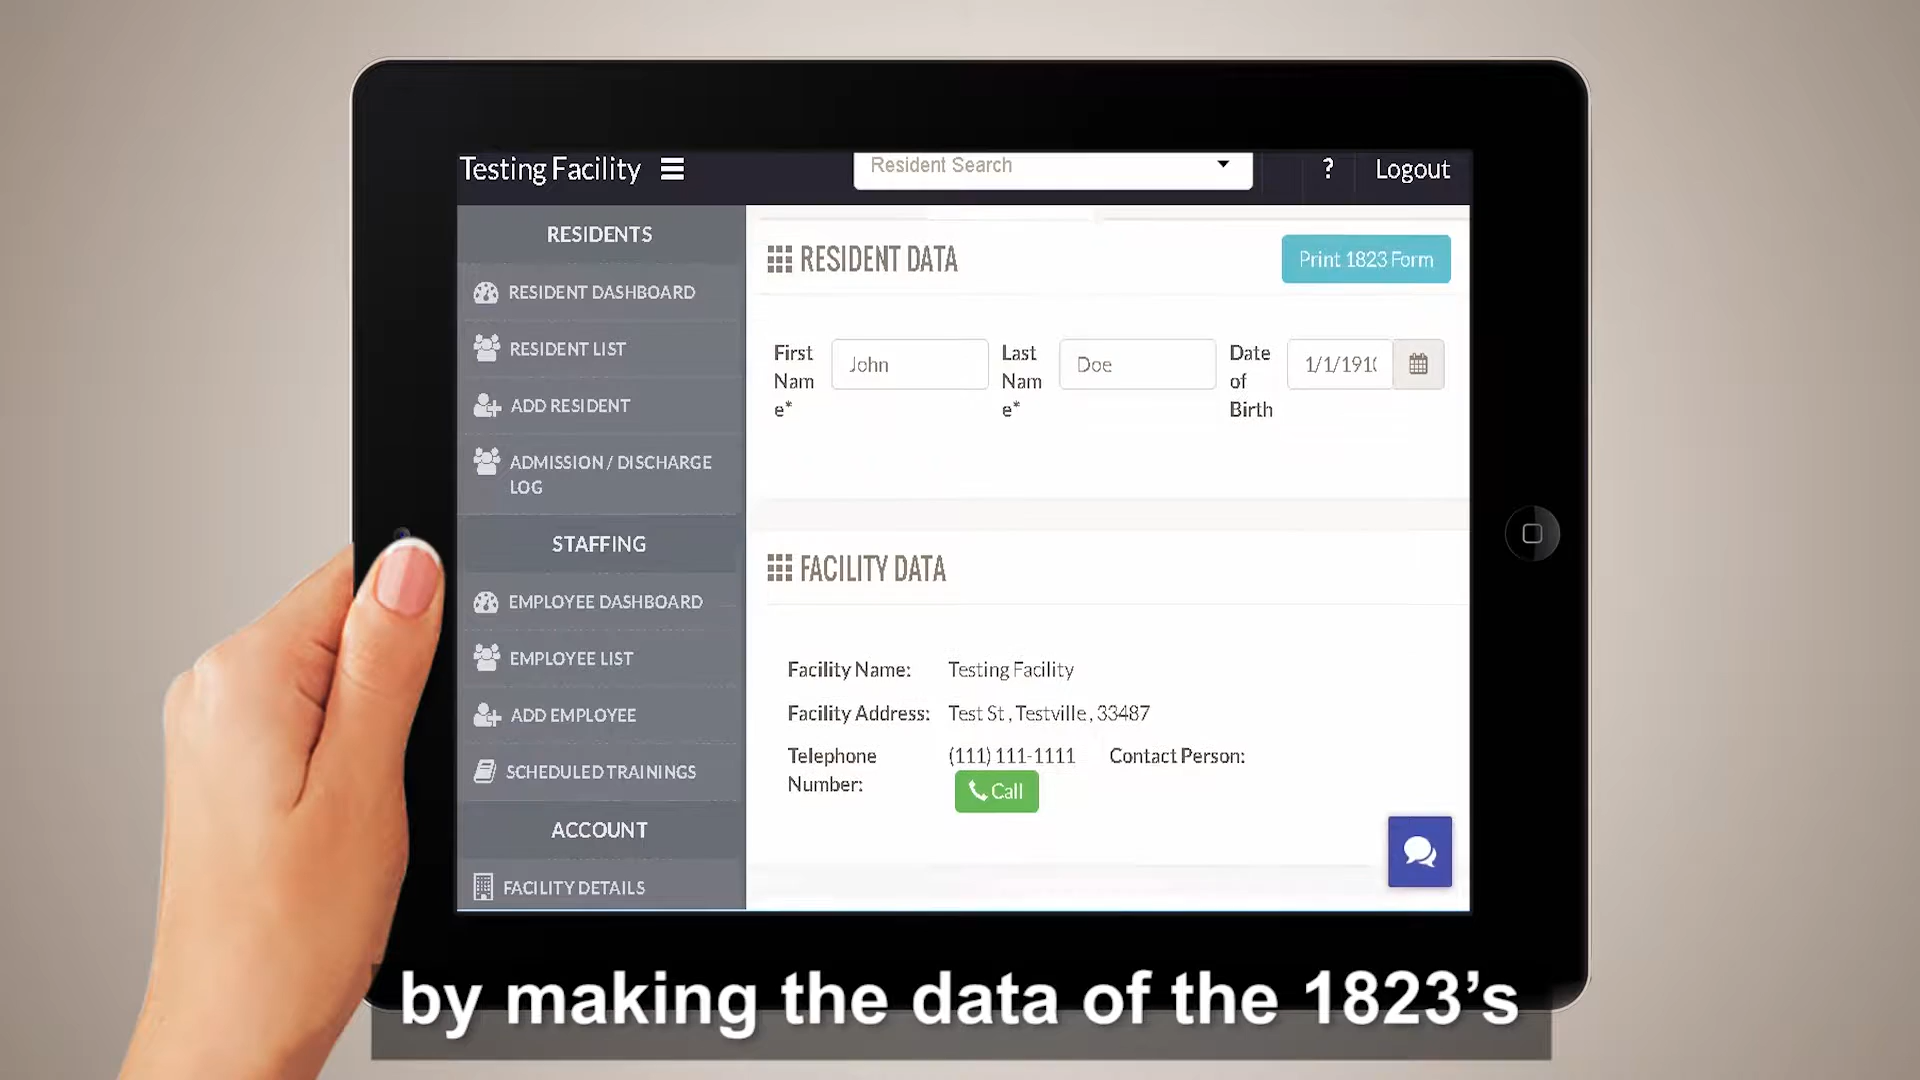 Testing Facility
Resident Search
?
Logout
RESIDENTS
RESIDENT DASHBOARD
RESIDENT LIST
ADD RESIDENT
ADMISSION / DISCHARGE
LOG
STAFFING
EMPLOYEE DASHBOARD
EMPLOYEE LIST
ADD EMPLOYEE
SCHEDULED TRAININGS
ACCOUNT
FACILITY DETAILS
RESIDENT DATA
Print 1823 Form
First
Nam
e*
John
Last
Nam
e*
Doe
Date
of
Birth
1/1/1910
FACILITY DATA
Facility Name: Testing Facility
Facility Address: Test St , Testville , 33487
Telephone
Number:
(111) 111-1111
Call
Contact Person:
by making the data of the 1823’s